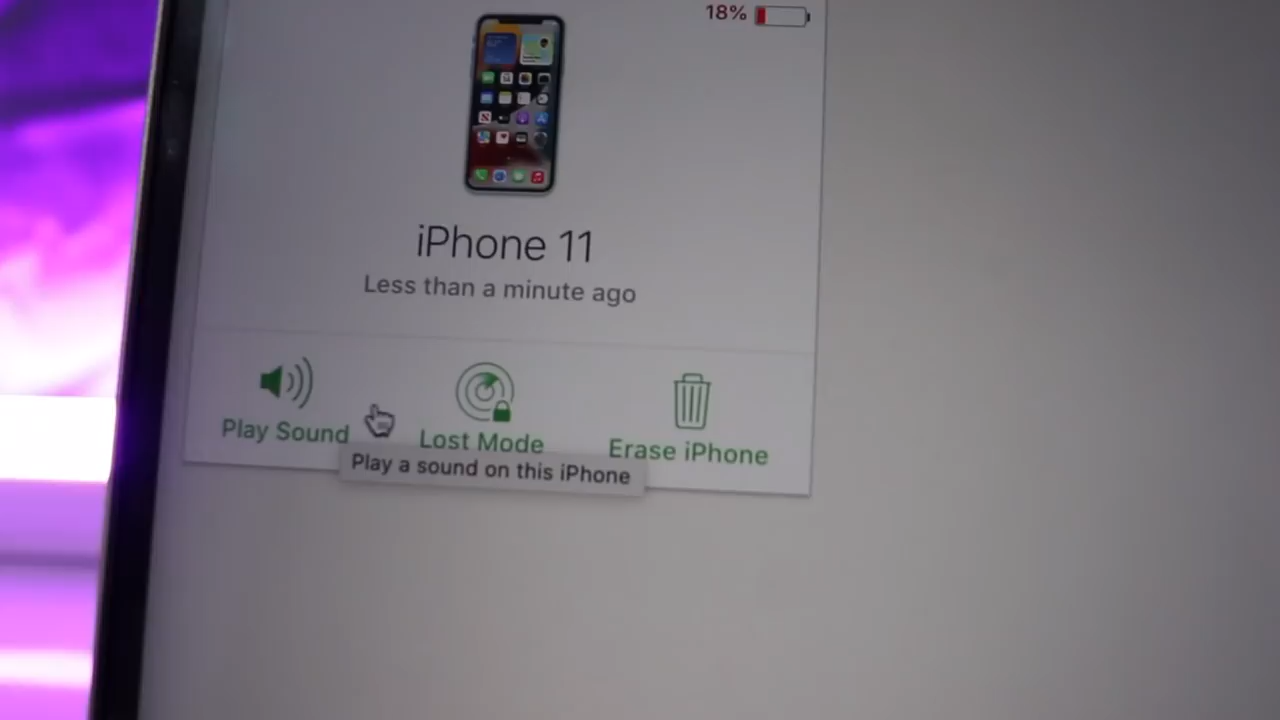 18%
iPhone 11
Less than a minute ago
Play Sound
Lost Mode
Erase iPhone
Play a sound on this iPhone